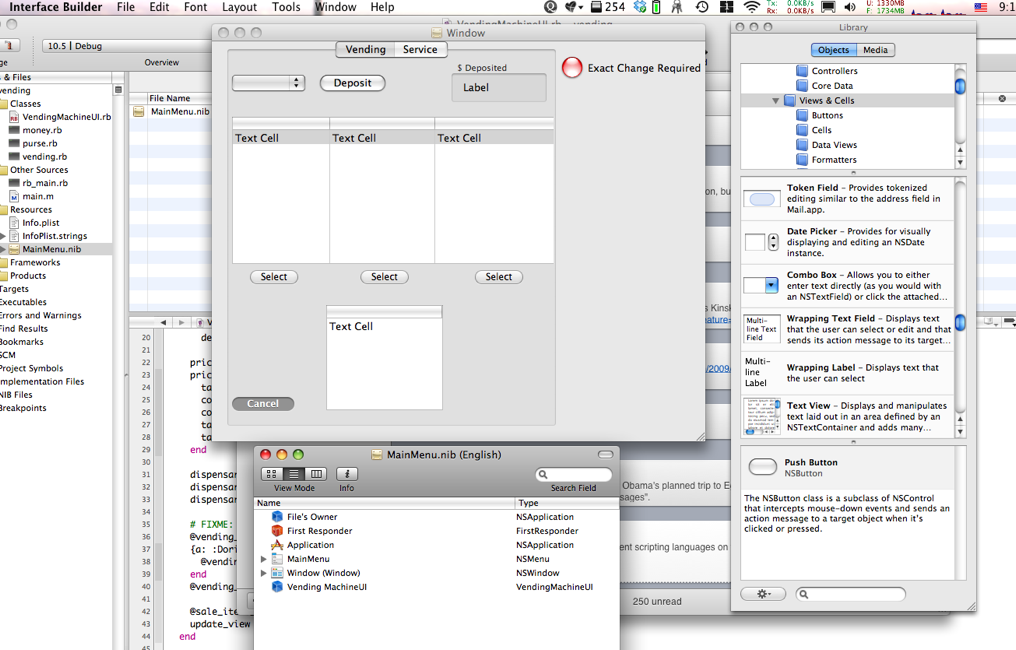 Interface Builder File Edit Font Layout Tools Window Help
254
Tx: 0.0KB/s
Rx: 0.0KB/s
U: 1330MB
F: 1734MB
9:1
VendingMachineUI.rb
10.5 | Debug
Overview
& Files
vending
Classes
VendingMachineUI.rb
money.rb
purse.rb
vending.rb
Other Sources
rb_main.rb
main.m
Resources
Info.plist
InfoPlist.strings
MainMenu.nib
Frameworks
Products
Targets
Executables
Errors and Warnings
Find Results
Bookmarks
SCM
Project Symbols
Implementation Files
NIB Files
Breakpoints
File Name
MainMenu.nib
20 de
21
22 pric
23 pric
24 ta
25 co
26 co
27 ta
28 ta
29 end
30
31 dispensar
32 dispensar
33 dispensar
34
35 # FIXME:
36 @vending_
37 {a: :Dori
38 @vendin
39 end
40 @vending_
41
42 @sale_ite
43 update_view
44 end
45
Window
Vending Service
Deposit
$ Deposited
Label
Exact Change Required
Text Cell Text Cell Text Cell
Select Select Select
Text Cell
Cancel
on, bu
s Kinsk
ature=
/2009/
Obama's planned trip to E
sages".
ent scripting languages on
250 unread
MainMenu.nib (English)
View Mode Info Search Field
Name Type
File's Owner NSApplication
First Responder FirstResponder
Application NSApplication
MainMenu NSMenu
Window (Window) NSWindow
Vending MachineUI VendingMachineUI
Library
Objects Media
Controllers
Core Data
Views & Cells
Buttons
Cells
Data Views
Formatters
Token Field – Provides tokenized
editing similar to the address field in
Mail.app.
Date Picker – Provides for visually
displaying and editing an NSDate
instance.
Combo Box – Allows you to either
enter text directly (as you would with
an NSTextField) or click the attached...
Multi-
line Text
Field
Wrapping Text Field – Displays text
that the user can select or edit and that
sends its action message to its target...
Multi-
line
Label
Wrapping Label – Displays text that
the user can select
Text View – Displays and manipulates
text laid out in an area defined by an
NSTextContainer and adds many...
Push Button
NSButton
The NSButton class is a subclass of NSControl
that intercepts mouse-down events and sends an
action message to a target object when it's
clicked or pressed.